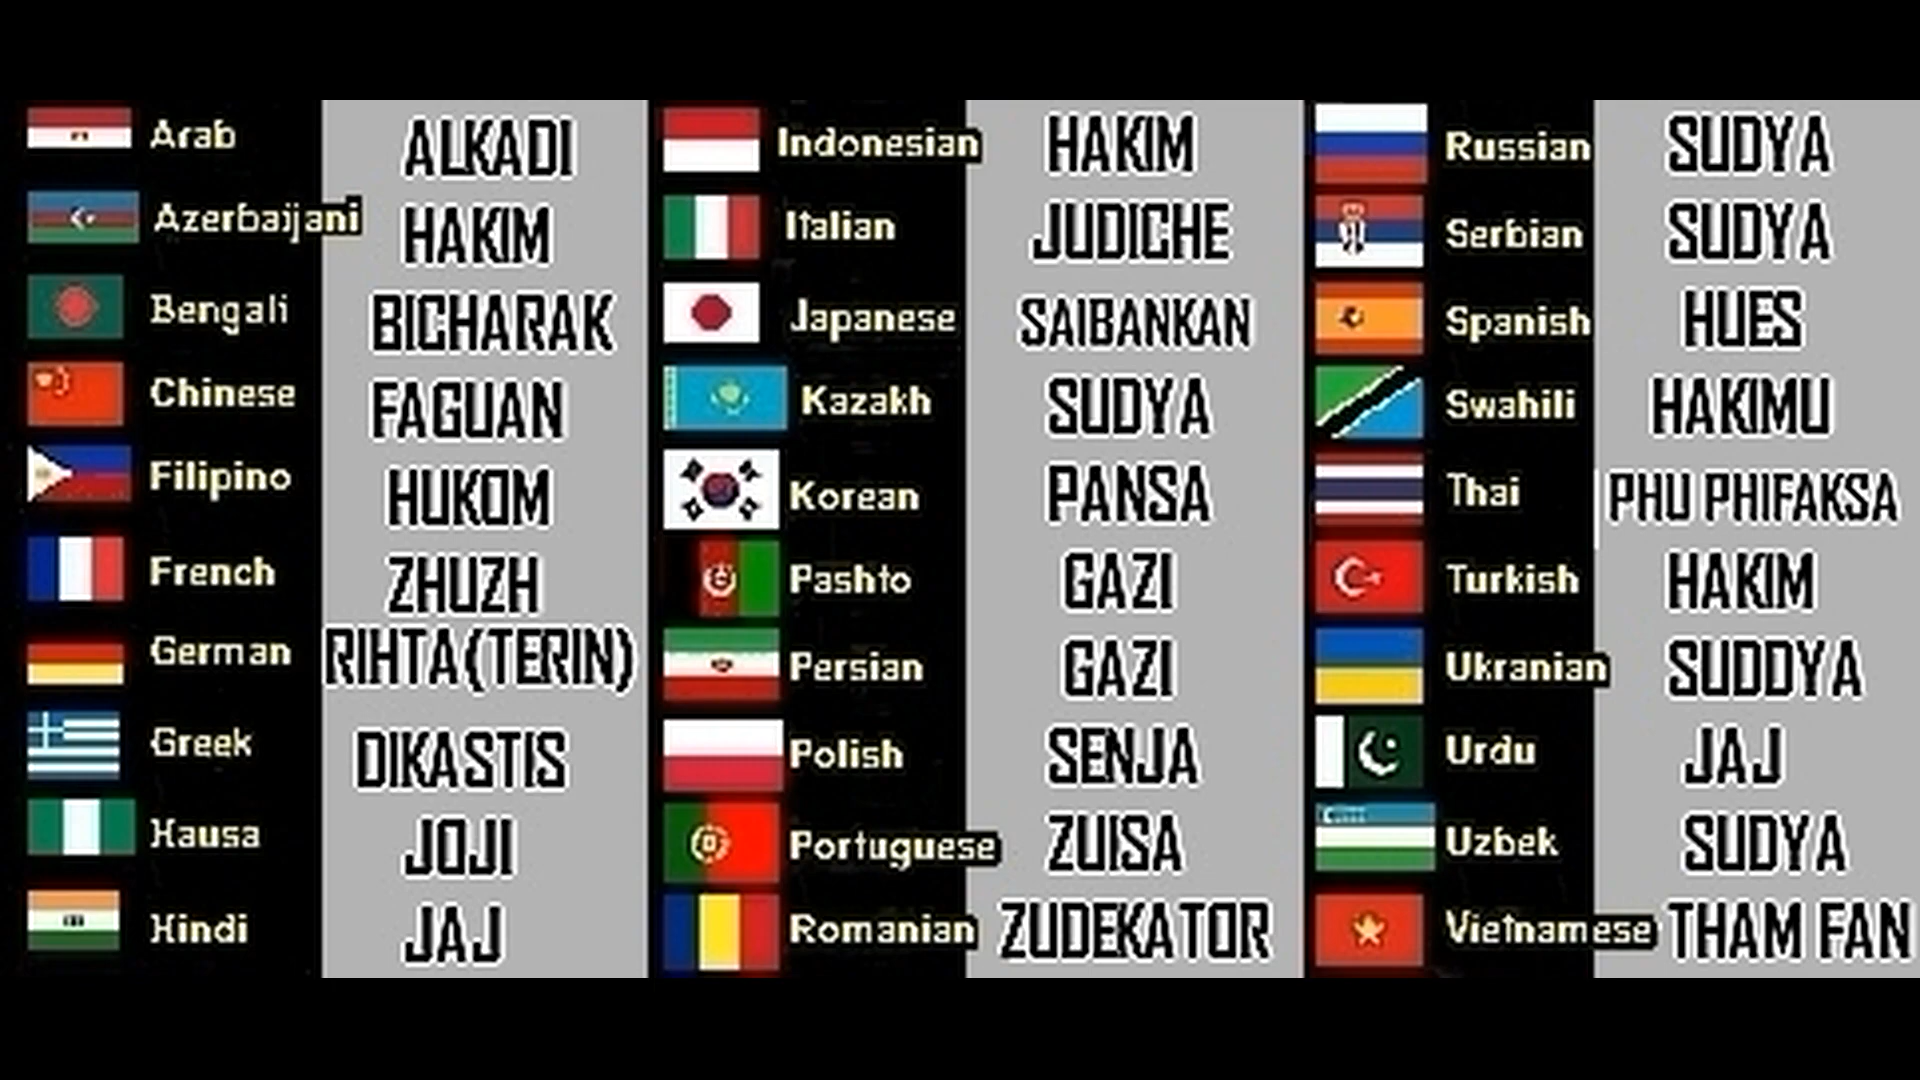 Arab ALKADI
Azerbaijani HAKIM
Bengali BICHARAK
Chinese FAGUAN
Filipino HUKOM
French ZHUZH
German RIHTA(TERIN)
Greek DIKASTIS
Hausa JOJI
Hindi JAJ
Indonesian HAKIM
Italian JUDICHE
Japanese SAIBANKAN
Kazakh SUDYA
Korean PANSA
Pashto GAZI
Persian GAZI
Polish SENJA
Portuguese ZUISA
Romanian ZUDEKATOR
Russian SUDYA
Serbian SUDYA
Spanish HUES
Swahili HAKIMU
Thai PHU PHIFAKSA
Turkish HAKIM
Ukranian SUDDYA
Urdu JAJ
Uzbek SUDYA
Vietnamese THAM FAN